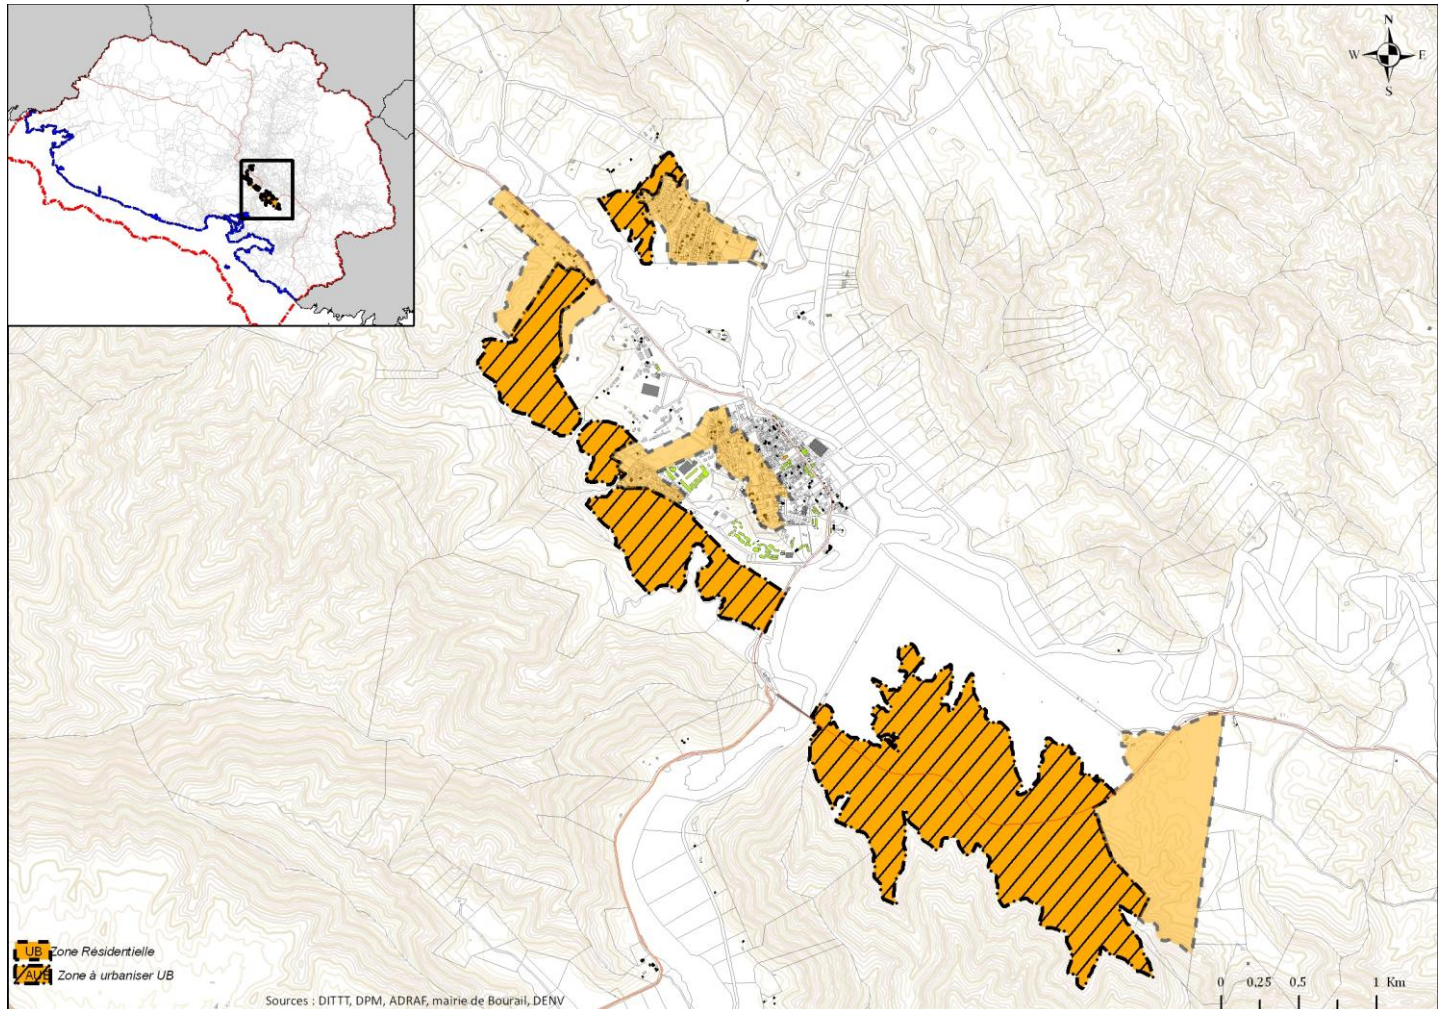 N
W E
S
UB Zone Résidentielle
AUB Zone à urbaniser UB
Sources : DITTT, DPM, ADRAF, mairie de Bourail, DENV
0 0,25 0,5 1 Km